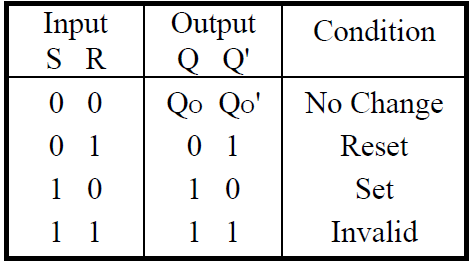 Input Output Condition
S R Q Q'
0 0 Qo Qo' No Change
0 1 0 1 Reset
1 0 1 0 Set
1 1 1 1 Invalid